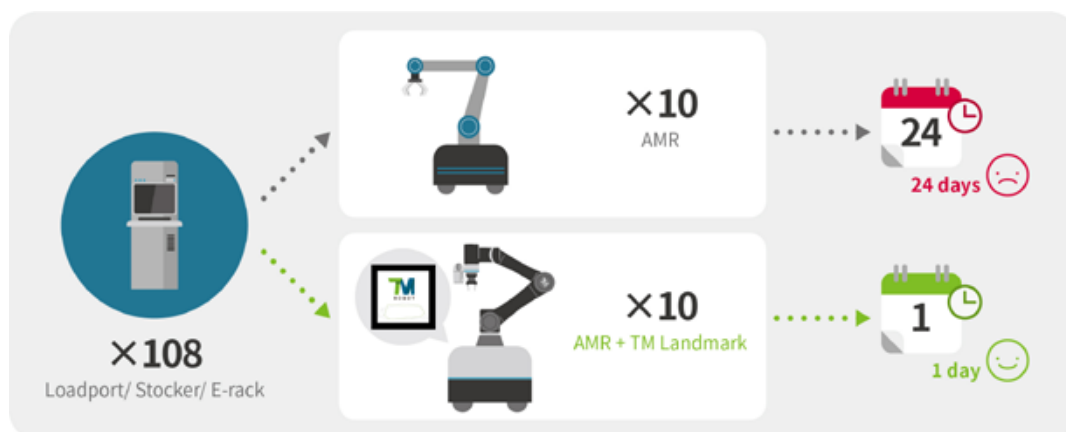 ×108
Loadport/ Stocker/ E-rack
×10
AMR
24
24 days
TM
ROBOT
×10
AMR + TM Landmark
1
1 day